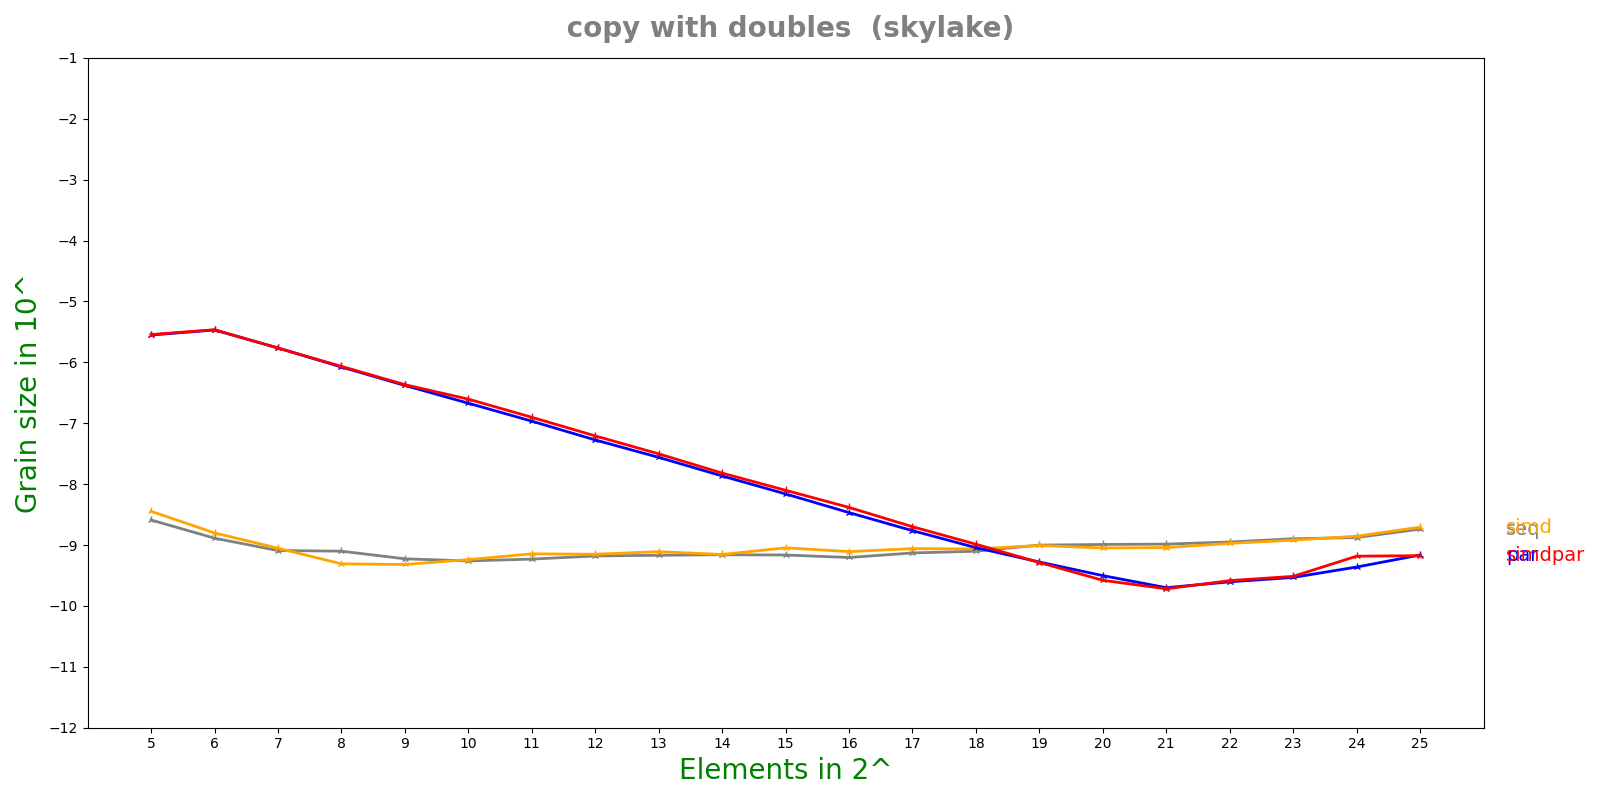 copy with doubles (skylake)
−1
−2
−3
−4
−5
−6
−7
−8
−9
−10
−11
−12
Grain size in 10^
5 6 7 8 9 10 11 12 13 14 15 16 17 18 19 20 21 22 23 24 25
Elements in 2^
simd
seq
par
simdpar